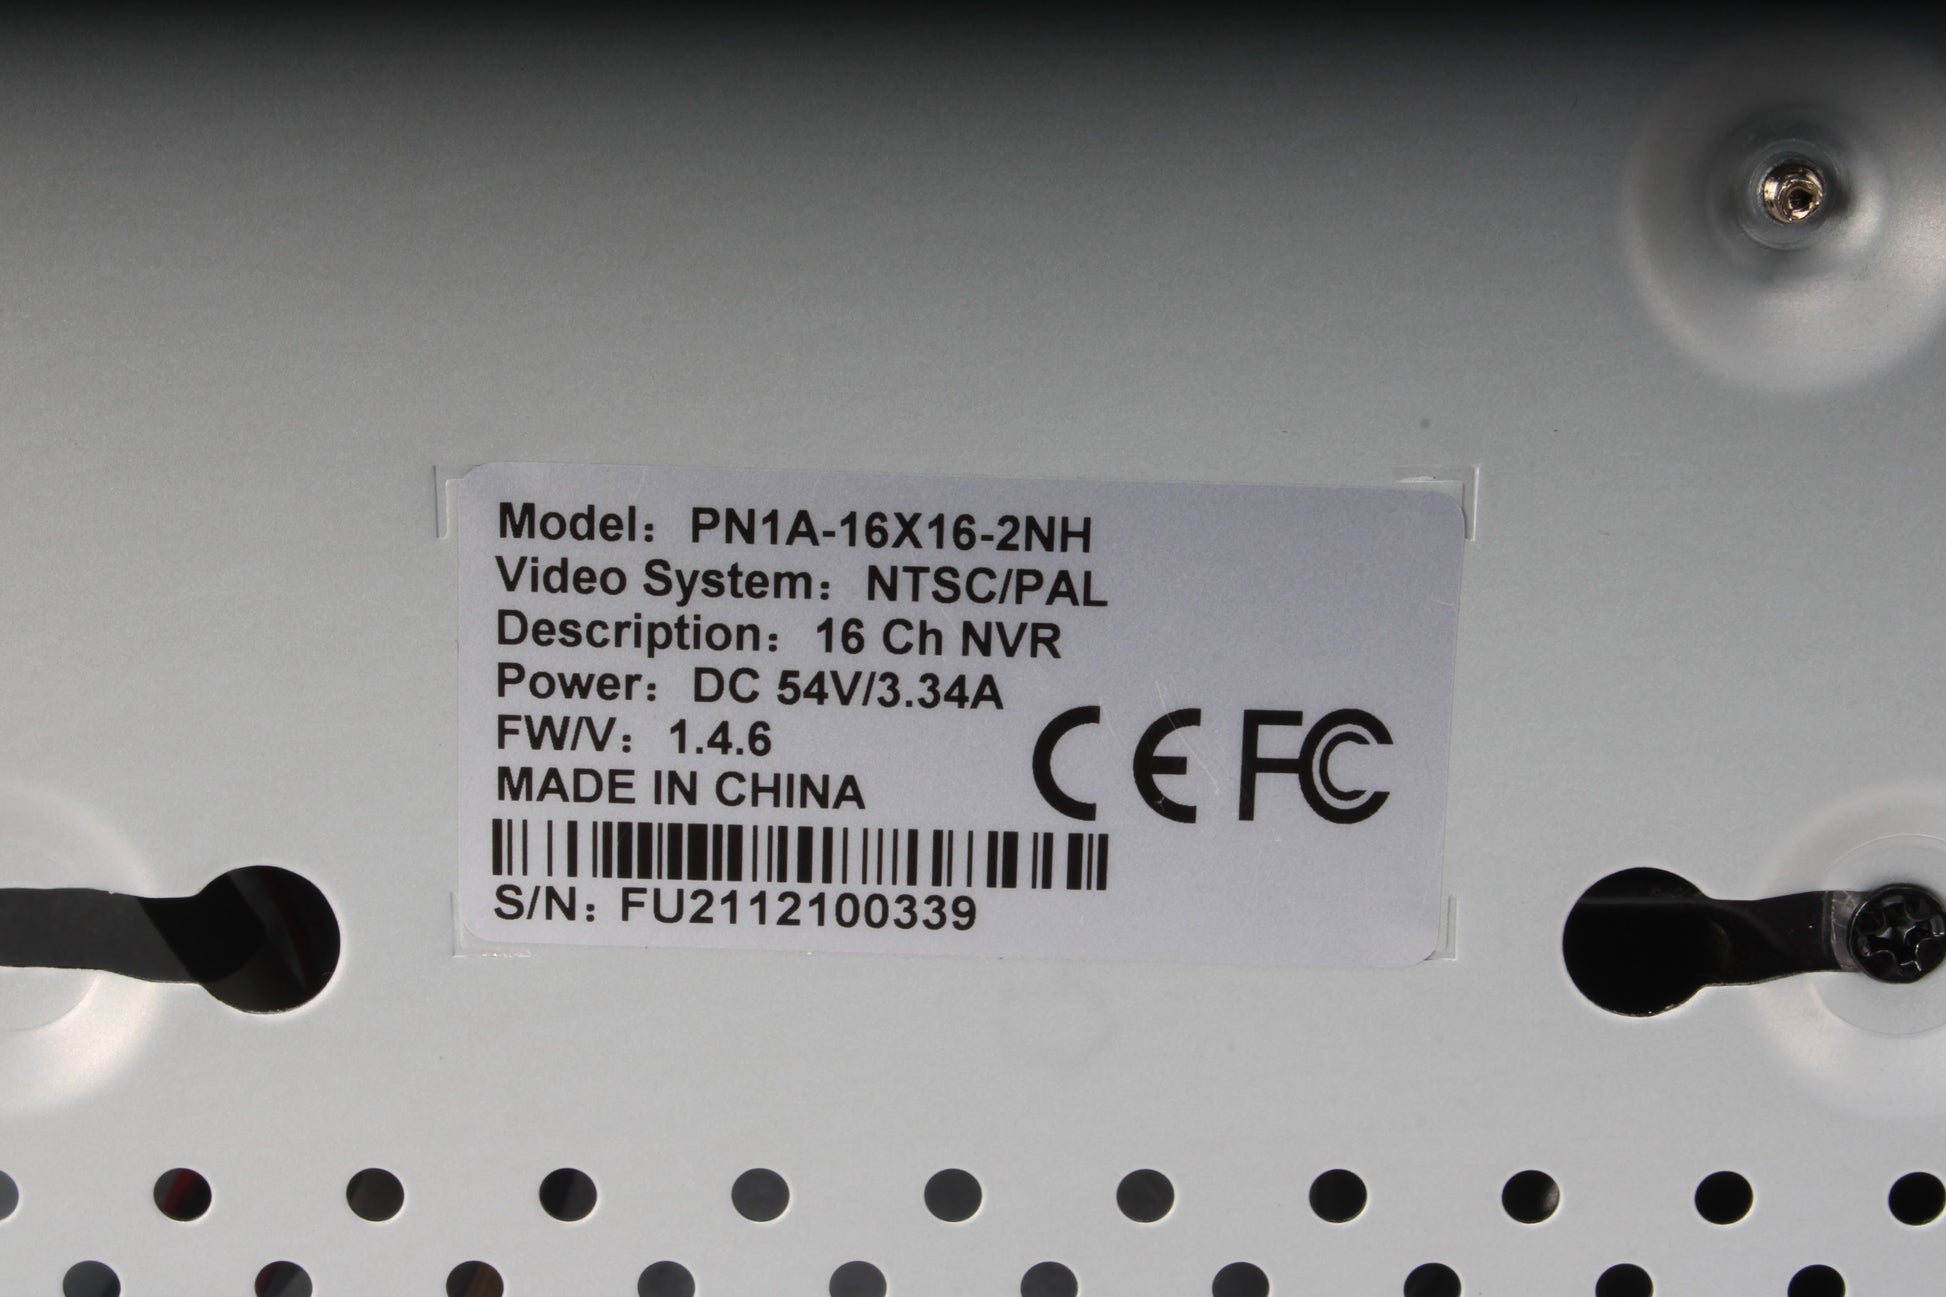 Model: PN1A-16X16-2NH
Video System: NTSC/PAL
Description: 16 Ch NVR
Power: DC 54V/3.34A
FW/V: 1.4.6
MADE IN CHINA
CE FC
S/N: FU2112100339